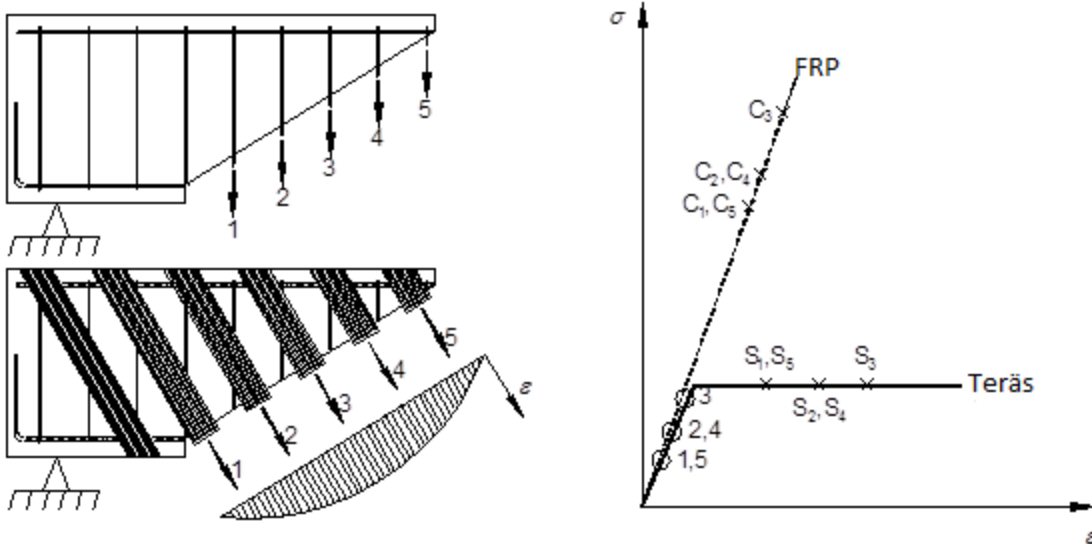 1
2
3
4
5
1
2
3
4
5
ε
σ
FRP
C₃
C₂,C₄
C₁,C₅
S₁,S₅
S₃
Teräs
S₂,S₄
3
2,4
1,5
ε